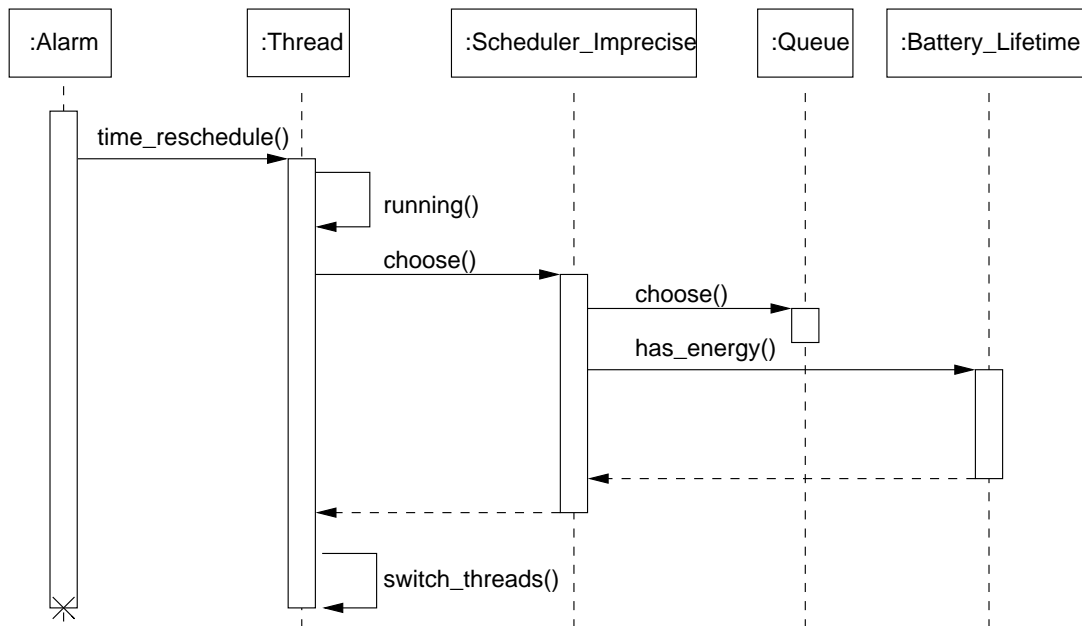 :Alarm
:Thread
:Scheduler_Imprecise
:Queue
:Battery_Lifetime
time_reschedule()
running()
choose()
choose()
has_energy()
switch_threads()